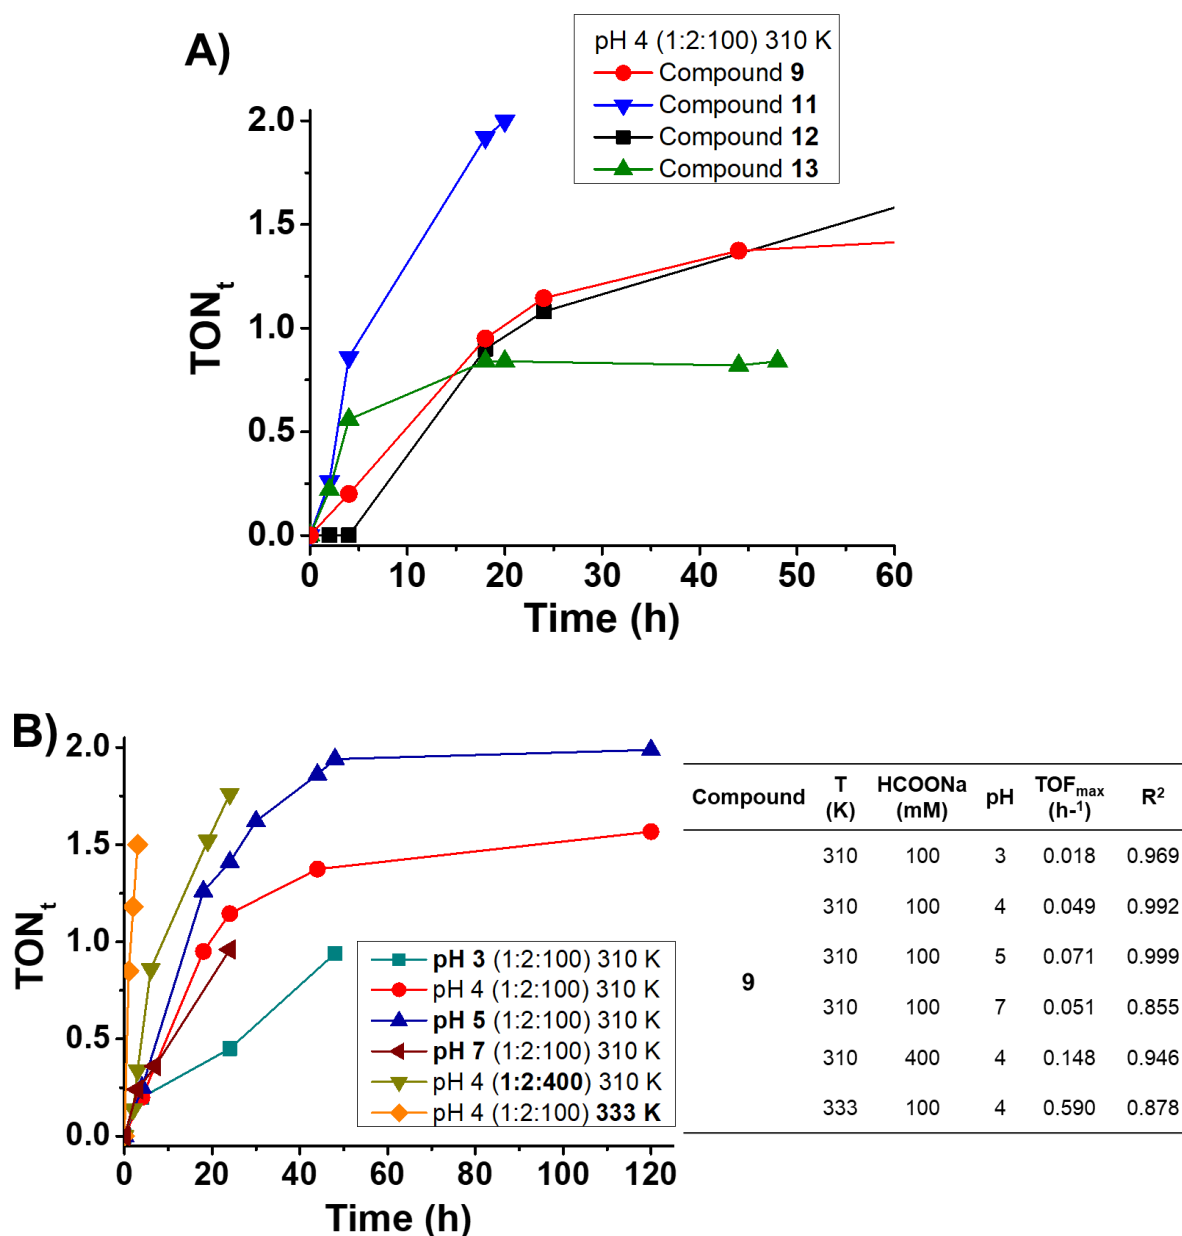 A)
pH 4 (1:2:100) 310 K
Compound 9
Compound 11
Compound 12
Compound 13
2.0
1.5
1.0
0.5
0.0
TONt
0 10 20 30 40 50 60
Time (h)
B)
2.0
1.5
1.0
0.5
0.0
TONt
pH 3 (1:2:100) 310 K
pH 4 (1:2:100) 310 K
pH 5 (1:2:100) 310 K
pH 7 (1:2:100) 310 K
pH 4 (1:2:400) 310 K
pH 4 (1:2:100) 333 K
0 20 40 60 80 100 120
Time (h)
Compound T (K) HCOONa (mM) pH TOFmax (h-1) R2
9
310 100 3 0.018 0.969
310 100 4 0.049 0.992
310 100 5 0.071 0.999
310 100 7 0.051 0.855
310 400 4 0.148 0.946
333 100 4 0.590 0.878